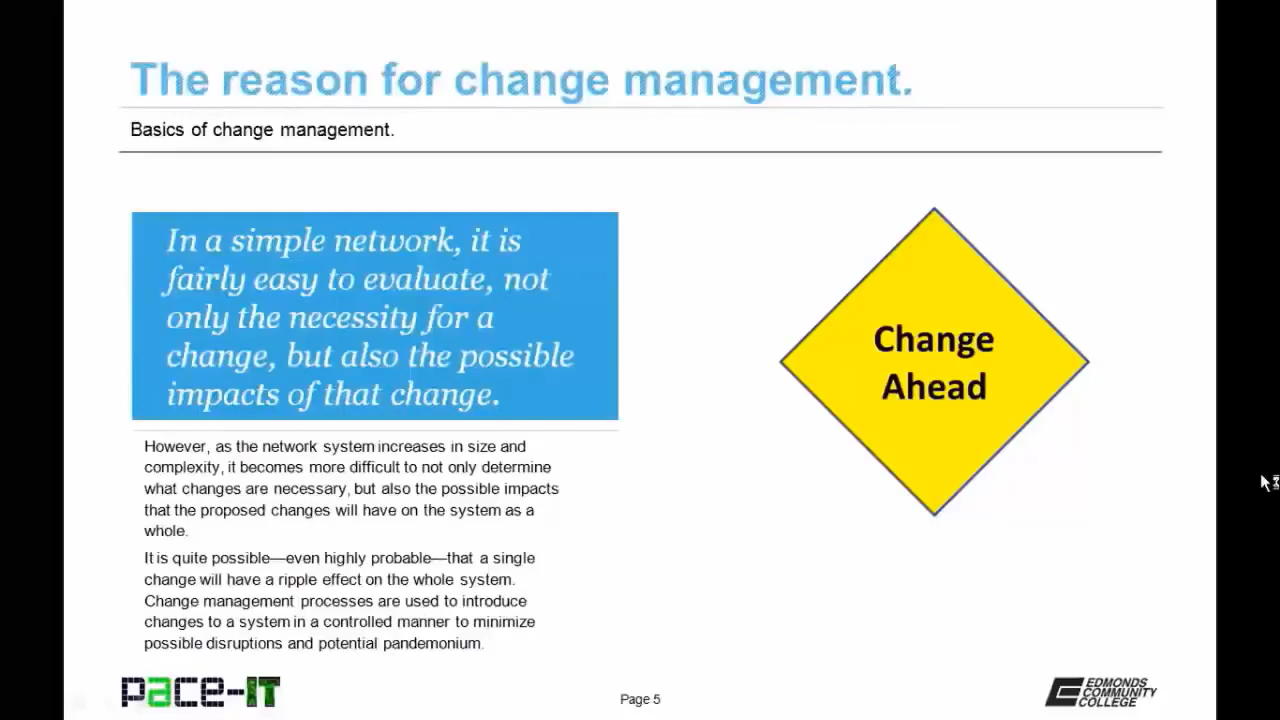 The reason for change management.
Basics of change management.
In a simple network, it is
fairly easy to evaluate, not
only the necessity for a
change, but also the possible
impacts of that change.
However, as the network system increases in size and
complexity, it becomes more difficult to not only determine
what changes are necessary, but also the possible impacts
that the proposed changes will have on the system as a
whole.
It is quite possible—even highly probable—that a single
change will have a ripple effect on the whole system.
Change management processes are used to introduce
changes to a system in a controlled manner to minimize
possible disruptions and potential pandemonium.
Change
Ahead
pace-IT
Page 5
EDMONDS
COMMUNITY
COLLEGE